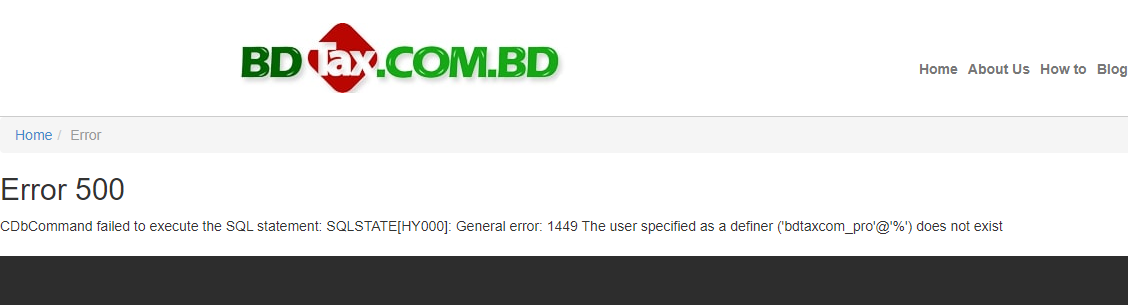 BD Tax.COM.BD
Home About Us How to Blog
Home / Error
Error 500
CDbCommand failed to execute the SQL statement: SQLSTATE[HY000]: General error: 1449 The user specified as a definer ('bdtaxcom_pro'@'%') does not exist